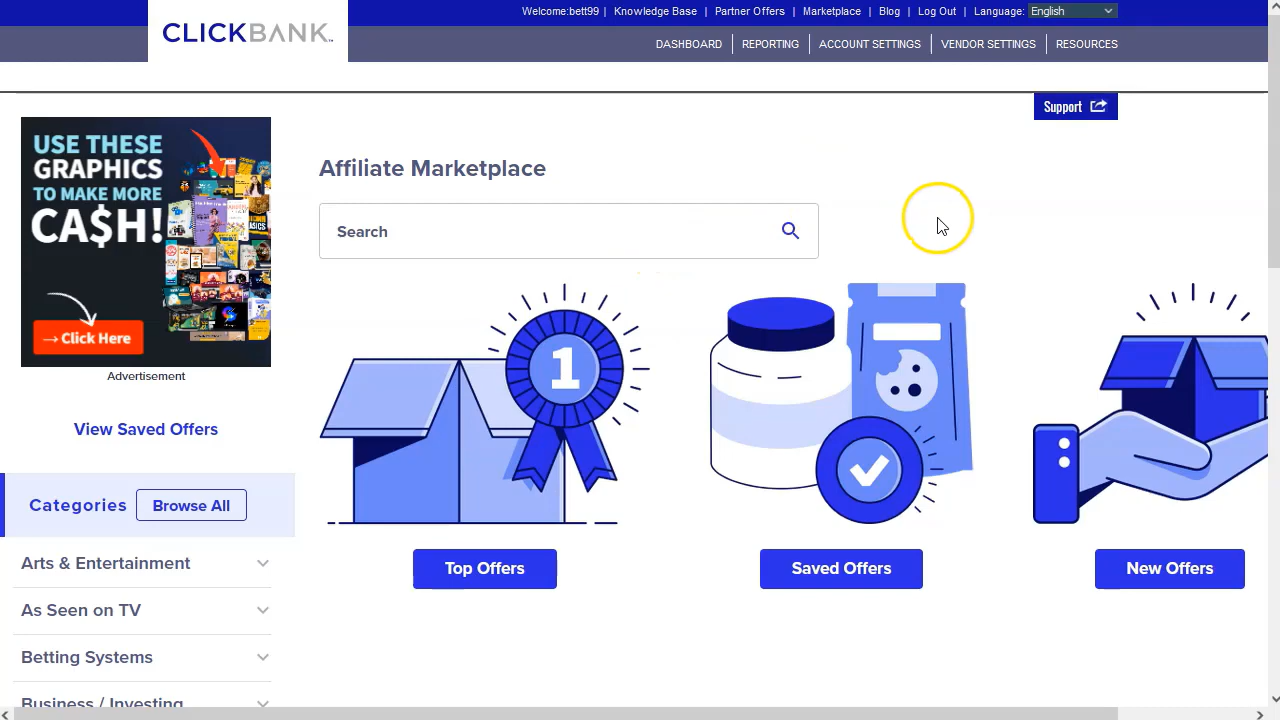 Welcome:bett99 | Knowledge Base | Partner Offers | Marketplace | Blog | Log Out | Language: English
CLICKBANK™
DASHBOARD | REPORTING | ACCOUNT SETTINGS | VENDOR SETTINGS | RESOURCES
Support
USE THESE
GRAPHICS
TO MAKE MORE
CA$H!
→ Click Here
Advertisement
View Saved Offers
Categories
Browse All
Arts & Entertainment
As Seen on TV
Betting Systems
Business / Investing
Affiliate Marketplace
Search
1
Top Offers
Saved Offers
New Offers